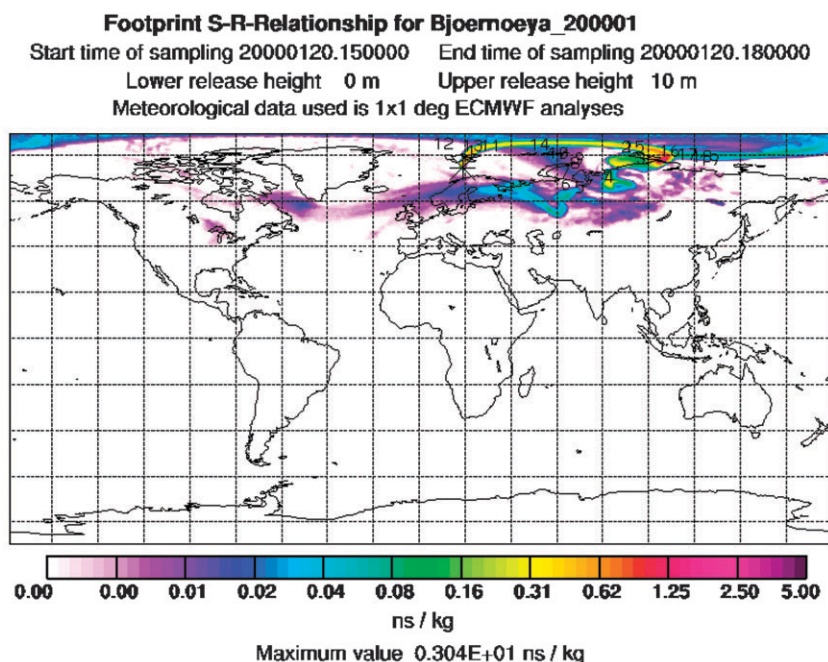 Footprint S-R-Relationship for Bjoernoeya_200001
Start time of sampling 20000120.150000 End time of sampling 20000120.180000
Lower release height 0 m Upper release height 10 m
Meteorological data used is 1x1 deg ECMWF analyses
12 14
0.00 0.00 0.01 0.02 0.04 0.08 0.16 0.31 0.62 1.25 2.50 5.00
ns / kg
Maximum value 0.304E+01 ns / kg